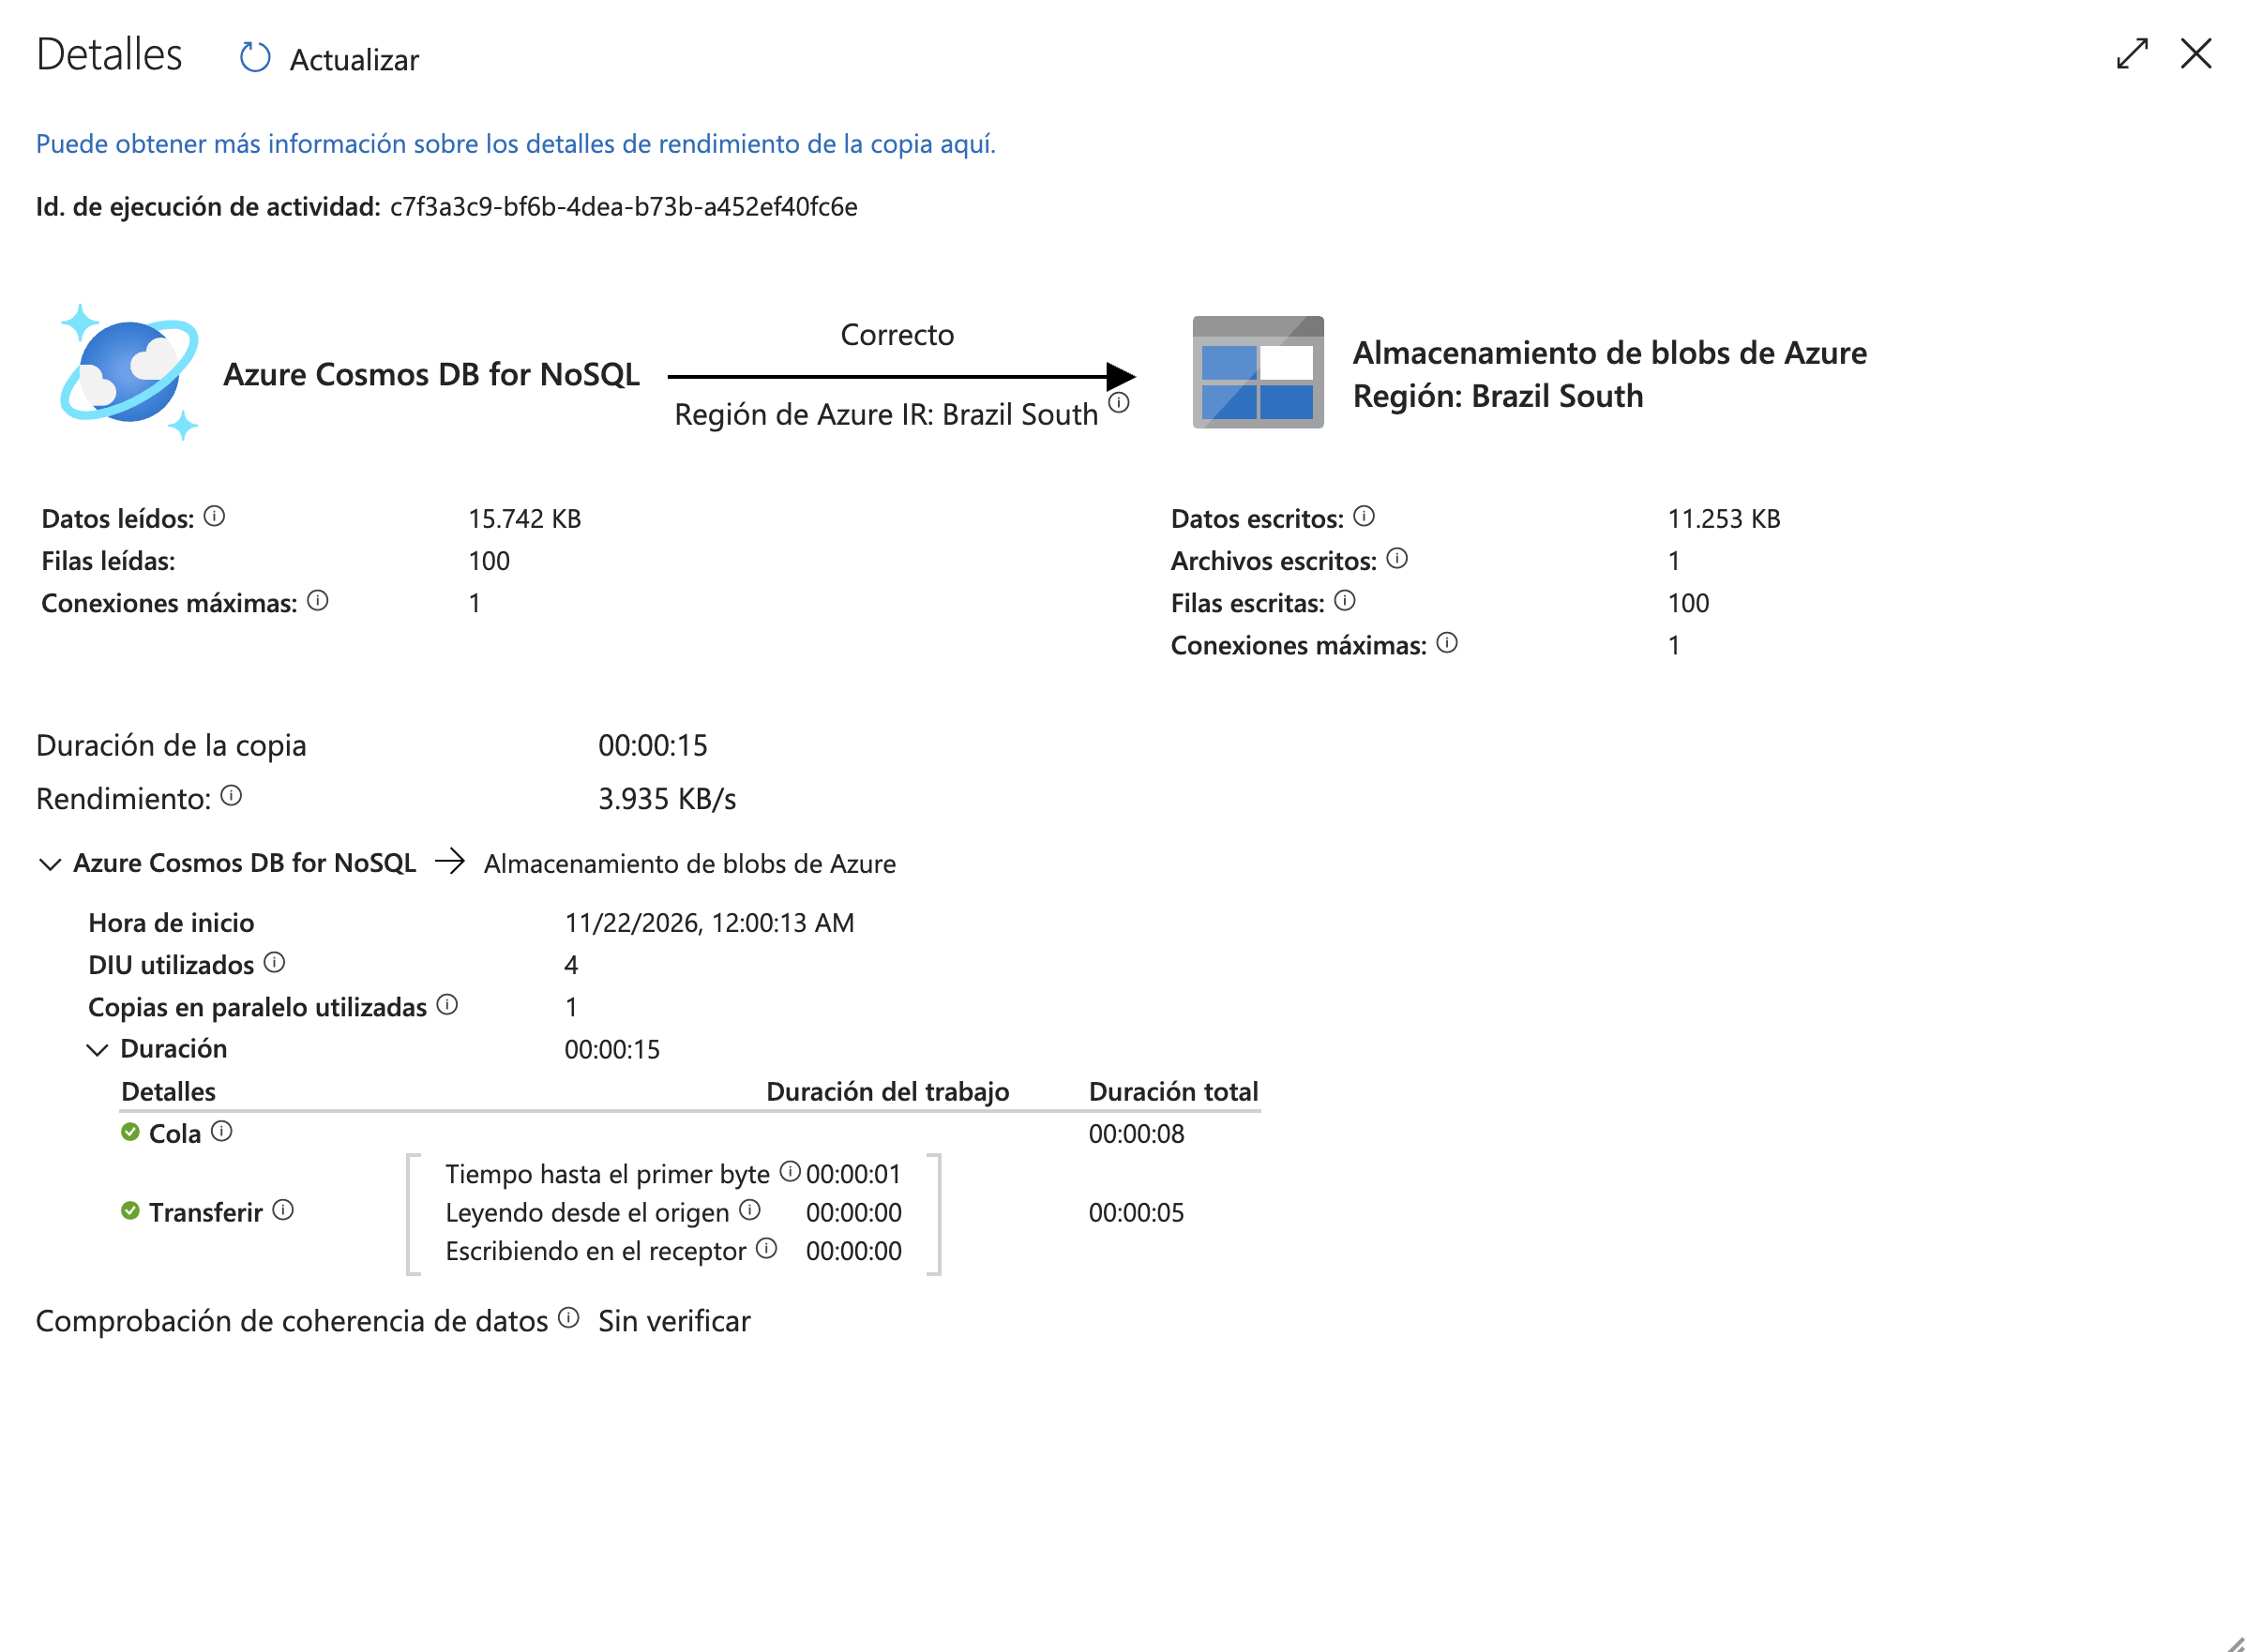 Detalles Actualizar
Puede obtener más información sobre los detalles de rendimiento de la copia aquí.
Id. de ejecución de actividad: c7f3a3c9-bf6b-4dea-b73b-a452ef40fc6e
Azure Cosmos DB for NoSQL
Correcto
Región de Azure IR: Brazil South
Almacenamiento de blobs de Azure
Región: Brazil South
Datos leídos: 15.742 KB
Filas leídas: 100
Conexiones máximas: 1
Datos escritos: 11.253 KB
Archivos escritos: 1
Filas escritas: 100
Conexiones máximas: 1
Duración de la copia 00:00:15
Rendimiento: 3.935 KB/s
Azure Cosmos DB for NoSQL → Almacenamiento de blobs de Azure
Hora de inicio 11/22/2026, 12:00:13 AM
DIU utilizados 4
Copias en paralelo utilizadas 1
Duración 00:00:15
Detalles Duración del trabajo Duración total
Cola 00:00:08
Tiempo hasta el primer byte 00:00:01
Transferir Leyendo desde el origen 00:00:00 00:00:05
Escribiendo en el receptor 00:00:00
Comprobación de coherencia de datos Sin verificar